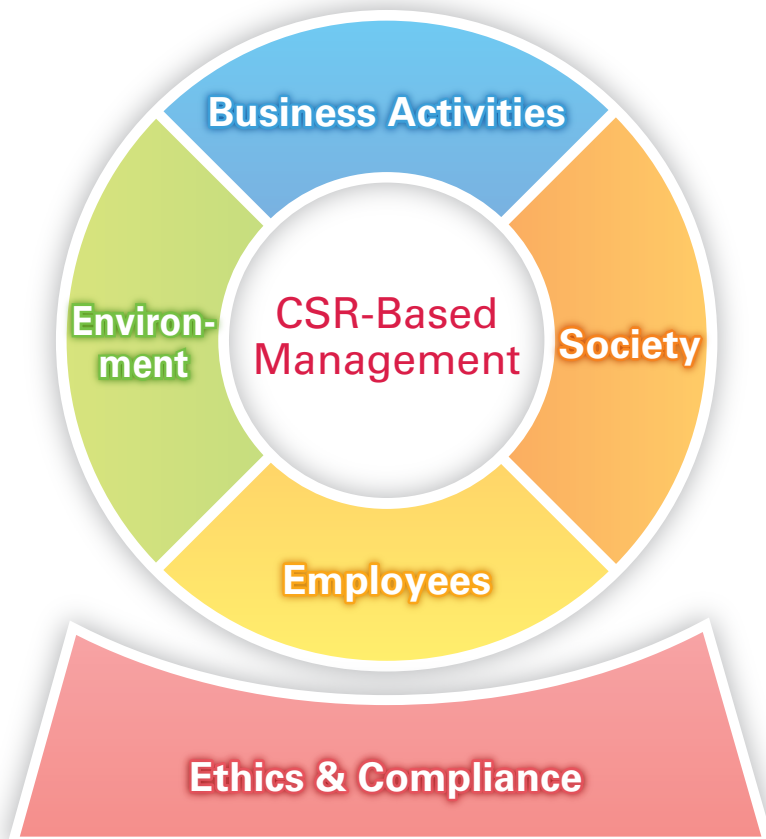 Business Activities
Environ-
ment
CSR-Based
Management
Society
Employees
Ethics & Compliance